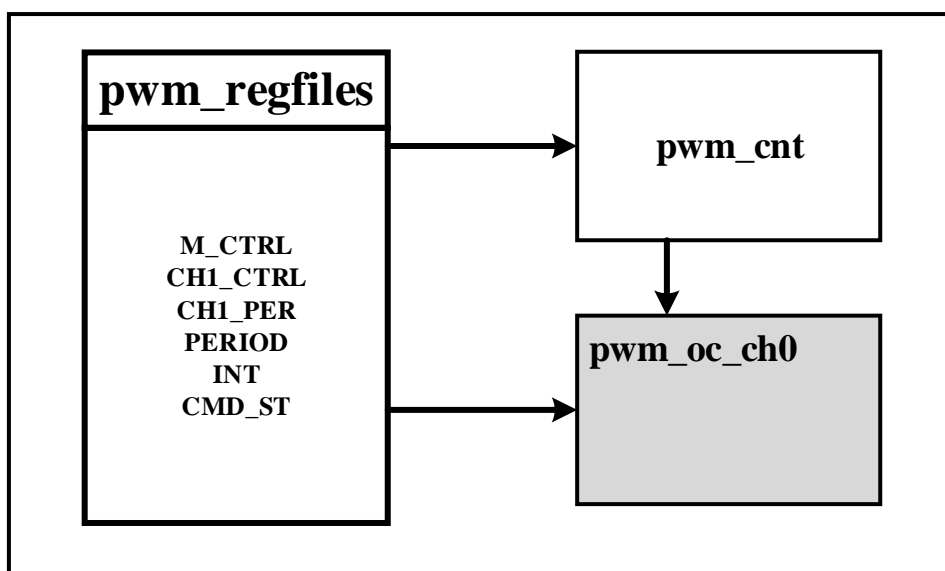 pwm_regfiles
M_CTRL
CH1_CTRL
CH1_PER
PERIOD
INT
CMD_ST
pwm_cnt
pwm_oc_ch0